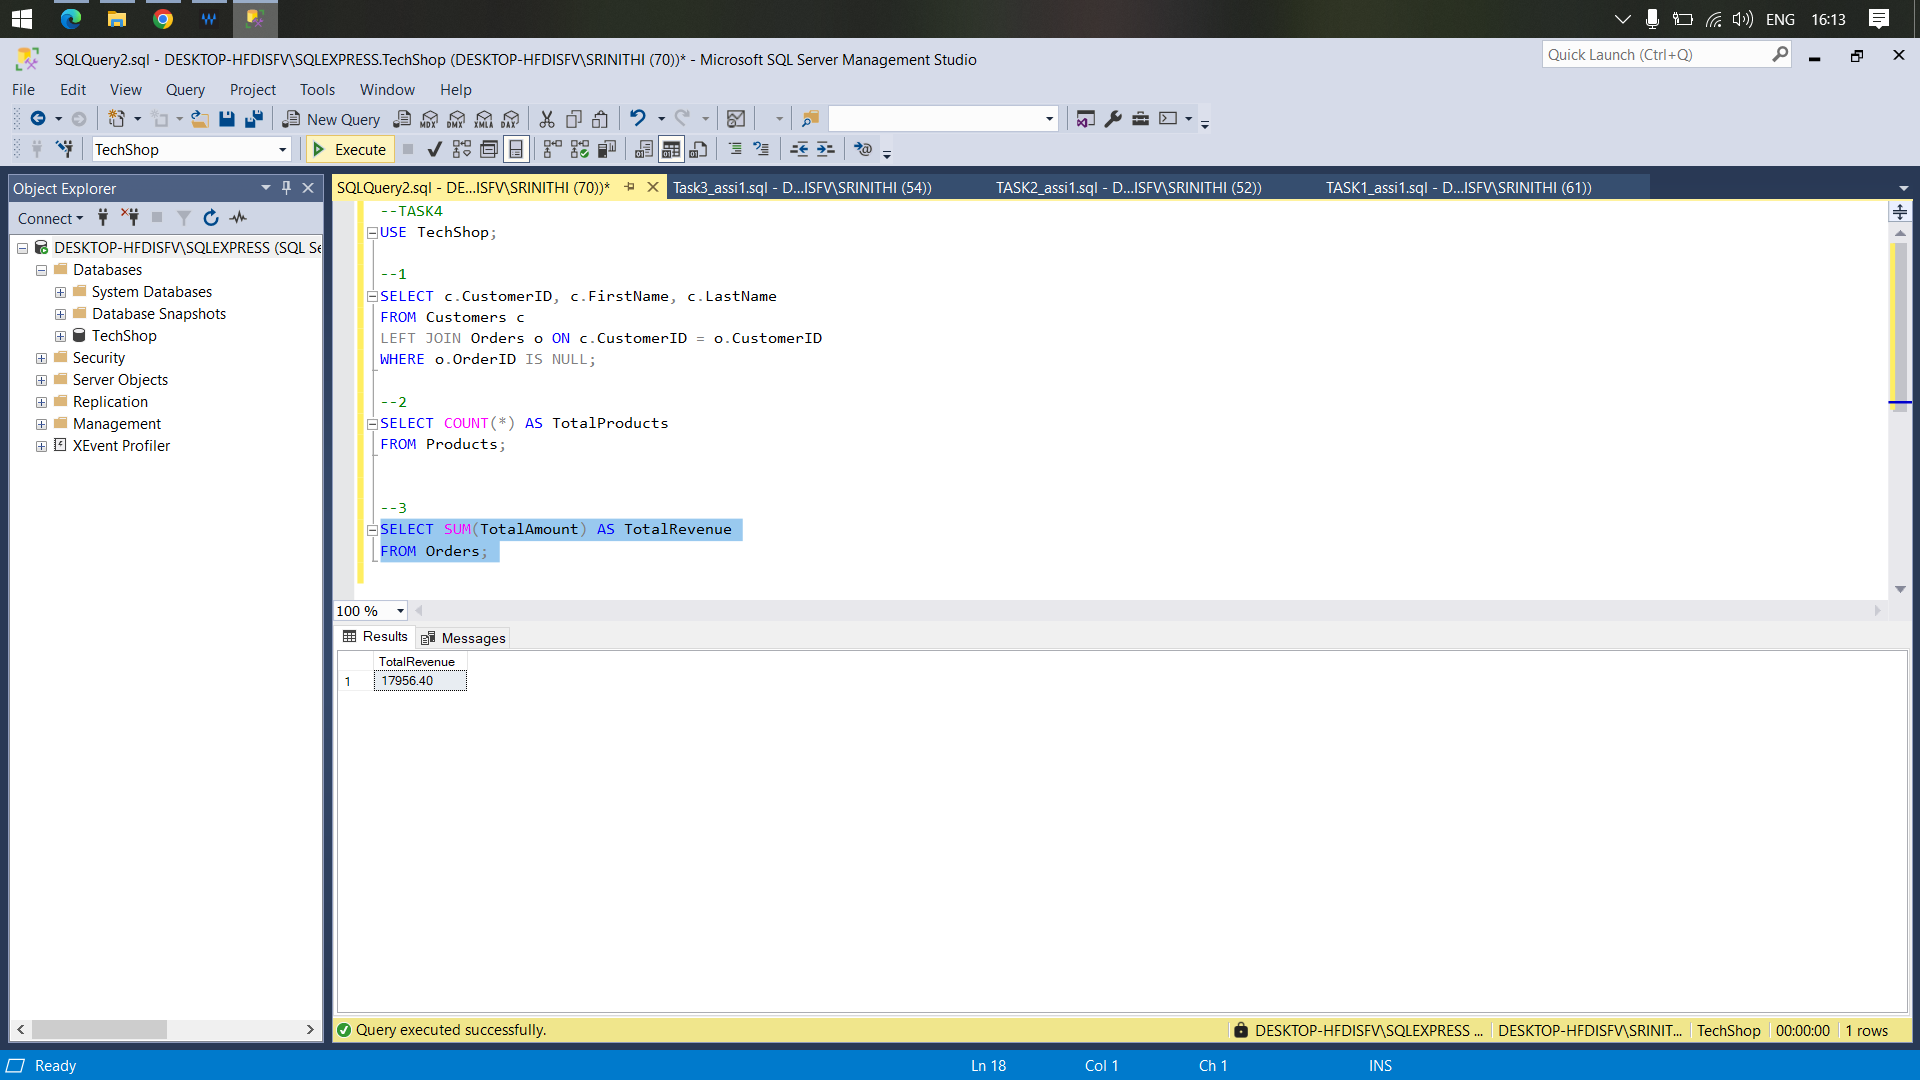 ENG 16:13
SQLQuery2.sql - DESKTOP-HFDISFV\SQLEXPRESS.TechShop (DESKTOP-HFDISFV\SRINITHI (70))* - Microsoft SQL Server Management Studio
Quick Launch (Ctrl+Q)
File Edit View Query Project Tools Window Help
New Query MDX DMX XMLA DAX
TechShop Execute
Object Explorer
Connect
DESKTOP-HFDISFV\SQLEXPRESS (SQL Se
Databases
System Databases
Database Snapshots
TechShop
Security
Server Objects
Replication
Management
XEvent Profiler
SQLQuery2.sql - DE...ISFV\SRINITHI (70))* Task3_assi1.sql - D...ISFV\SRINITHI (54)) TASK2_assi1.sql - D...ISFV\SRINITHI (52)) TASK1_assi1.sql - D...ISFV\SRINITHI (61))
--TASK4
USE TechShop;
--1
SELECT c.CustomerID, c.FirstName, c.LastName
FROM Customers c
LEFT JOIN Orders o ON c.CustomerID = o.CustomerID
WHERE o.OrderID IS NULL;
--2
SELECT COUNT(*) AS TotalProducts
FROM Products;
--3
SELECT SUM(TotalAmount) AS TotalRevenue
FROM Orders;
100 %
Results Messages
TotalRevenue
1 17956.40
Query executed successfully. DESKTOP-HFDISFV\SQLEXPRESS ... DESKTOP-HFDISFV\SRINIT... TechShop 00:00:00 1 rows
Ready Ln 18 Col 1 Ch 1 INS